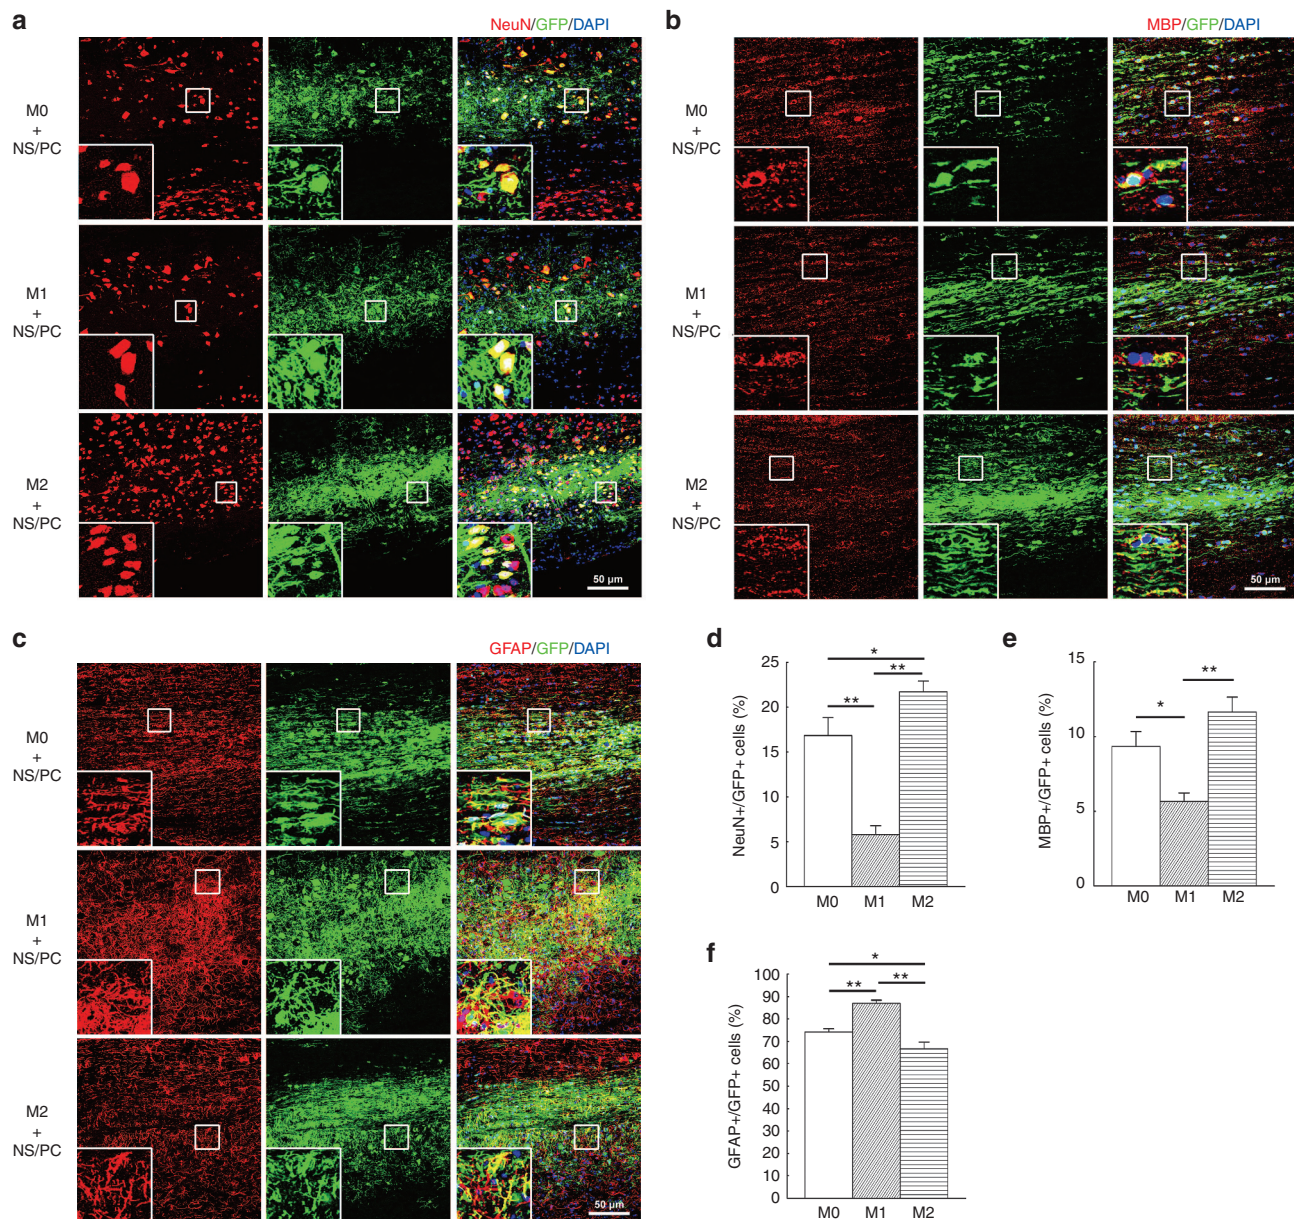 a
NeuN/GFP/DAPI
M0
+
NS/PC
M1
+
NS/PC
M2
+
NS/PC
50 μm
b
MBP/GFP/DAPI
M0
+
NS/PC
M1
+
NS/PC
M2
+
NS/PC
50 μm
c
GFAP/GFP/DAPI
M0
+
NS/PC
M1
+
NS/PC
M2
+
NS/PC
50 μm
d
NeuN+/GFP+ cells (%)
25
20
15
10
5
0
*
**
**
M0 M1 M2
e
MBP+/GFP+ cells (%)
15
10
5
0
**
*
M0 M1 M2
f
GFAP+/GFP+ cells (%)
100
90
80
70
60
50
40
30
20
10
0
*
**
**
M0 M1 M2